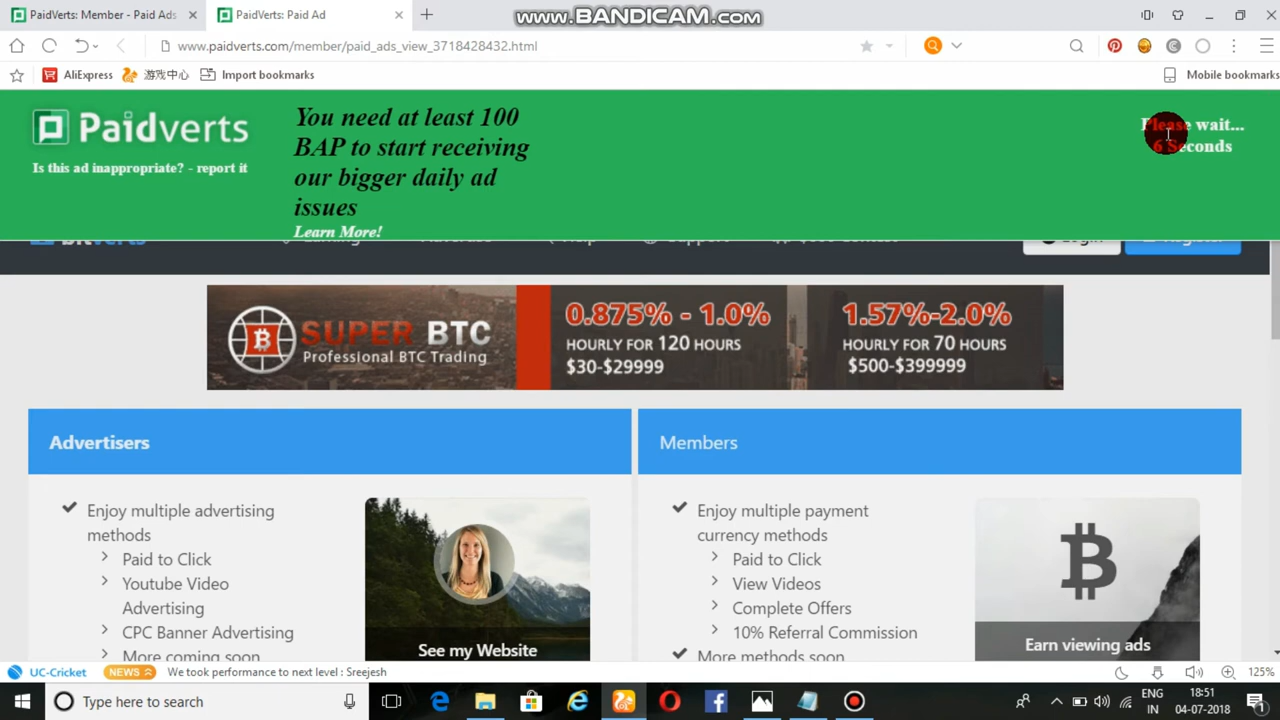 PaidVerts: Member - Paid Ads
PaidVerts: Paid Ad
www.BANDICAM.com
www.paidverts.com/member/paid_ads_view_3718428432.html
AliExpress
游戏中心
Import bookmarks
Mobile bookmarks
Paidverts
Is this ad inappropriate? - report it
You need at least 100
BAP to start receiving
our bigger daily ad
issues
Learn More!
Please wait...
6 Seconds
SUPER BTC
Professional BTC Trading
0.875% - 1.0%
HOURLY FOR 120 HOURS
$30-$29999
1.57%-2.0%
HOURLY FOR 70 HOURS
$500-$399999
Advertisers
Enjoy multiple advertising
methods
Paid to Click
Youtube Video
Advertising
CPC Banner Advertising
More coming soon
See my Website
Members
Enjoy multiple payment
currency methods
Paid to Click
View Videos
Complete Offers
10% Referral Commission
More methods soon
Earn viewing ads
UC-Cricket
NEWS
We took performance to next level : Sreejesh
125%
Type here to search
ENG
IN
18:51
04-07-2018
1